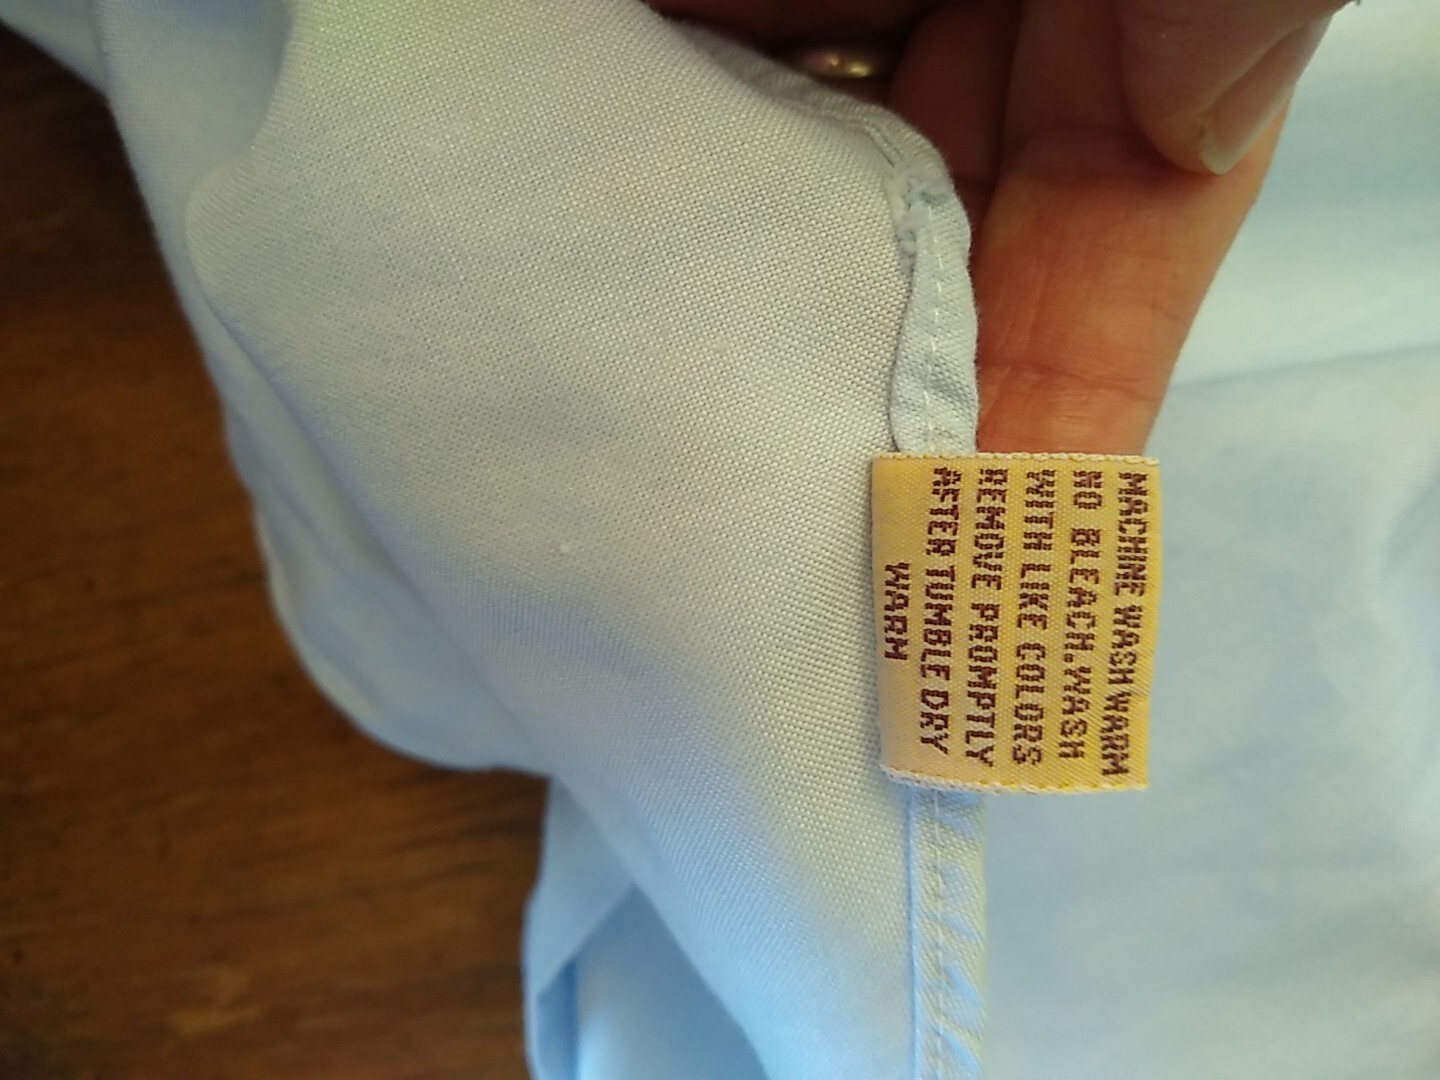 MACHINE WASH WARM
NO BLEACH.WASH
WITH LIKE COLORS
REMOVE PROMPTLY
AFTER TUMBLE DRY
WARM